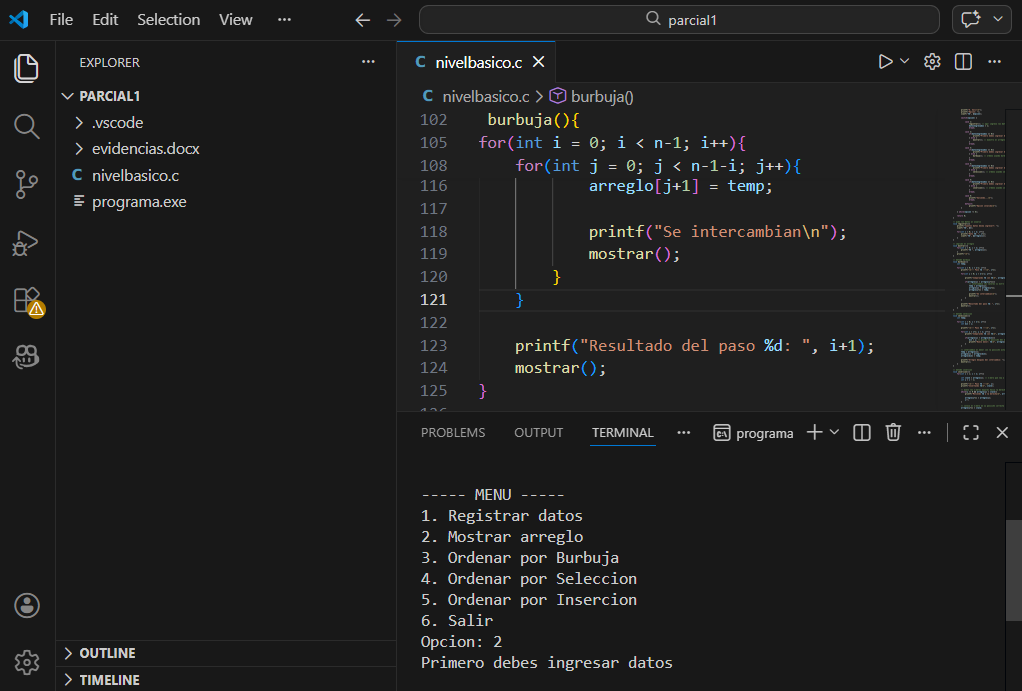 File Edit Selection View ··· parcial1
EXPLORER ···
PARCIAL1
.vscode
evidencias.docx
C nivelbasico.c
programa.exe
OUTLINE
TIMELINE
C nivelbasico.c
C nivelbasico.c > burbuja()
102 burbuja(){
105 for(int i = 0; i < n-1; i++){
108 for(int j = 0; j < n-1-i; j++){
116 arreglo[j+1] = temp;
117
118 printf("Se intercambian\n");
119 mostrar();
120 }
121 }
122
123 printf("Resultado del paso %d: ", i+1);
124 mostrar();
125 }
PROBLEMS OUTPUT TERMINAL ··· programa
----- MENU -----
1. Registrar datos
2. Mostrar arreglo
3. Ordenar por Burbuja
4. Ordenar por Seleccion
5. Ordenar por Insercion
6. Salir
Opcion: 2
Primero debes ingresar datos